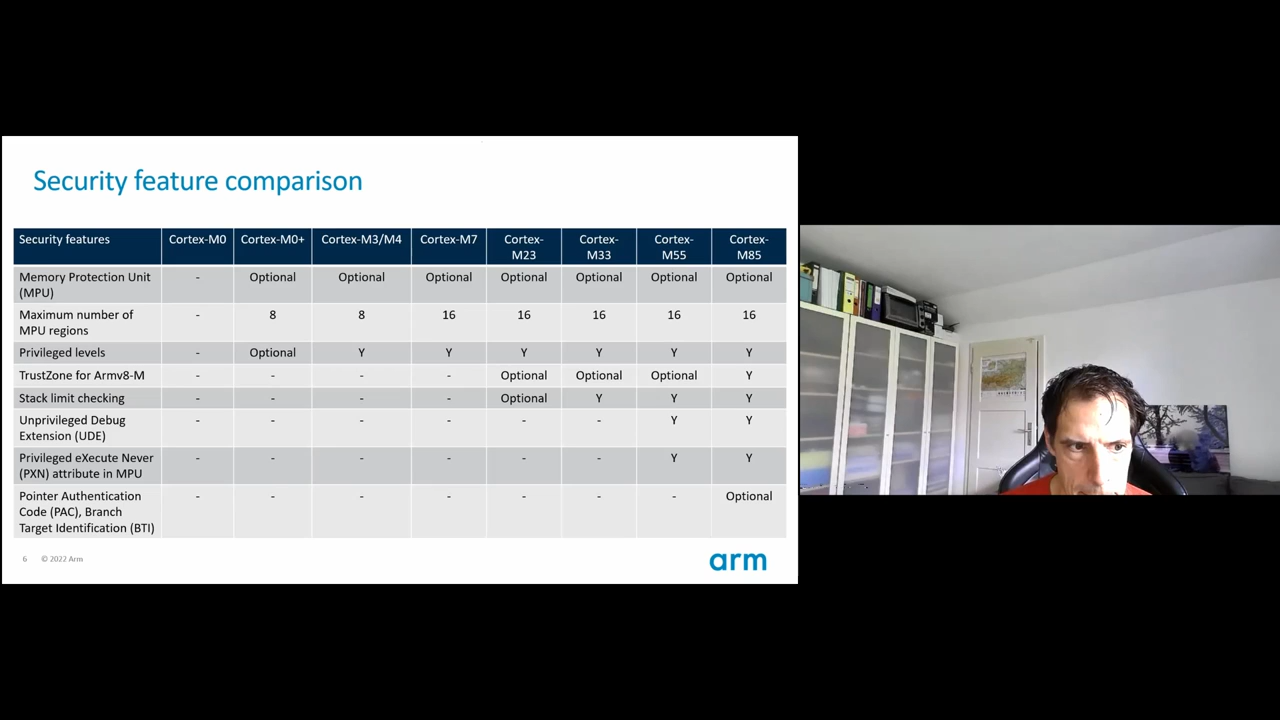 Security feature comparison
Security features Cortex-M0 Cortex-M0+ Cortex-M3/M4 Cortex-M7 Cortex-M23 Cortex-M33 Cortex-M55 Cortex-M85
Memory Protection Unit (MPU) - Optional Optional Optional Optional Optional Optional Optional
Maximum number of MPU regions - 8 8 16 16 16 16 16
Privileged levels - Optional Y Y Y Y Y Y
TrustZone for Armv8-M - - - - Optional Optional Optional Y
Stack limit checking - - - - Optional Y Y Y
Unprivileged Debug Extension (UDE) - - - - - - Y Y
Privileged eXecute Never (PXN) attribute in MPU - - - - - - Y Y
Pointer Authentication Code (PAC), Branch Target Identification (BTI) - - - - - - - Optional
6 © 2022 Arm
arm